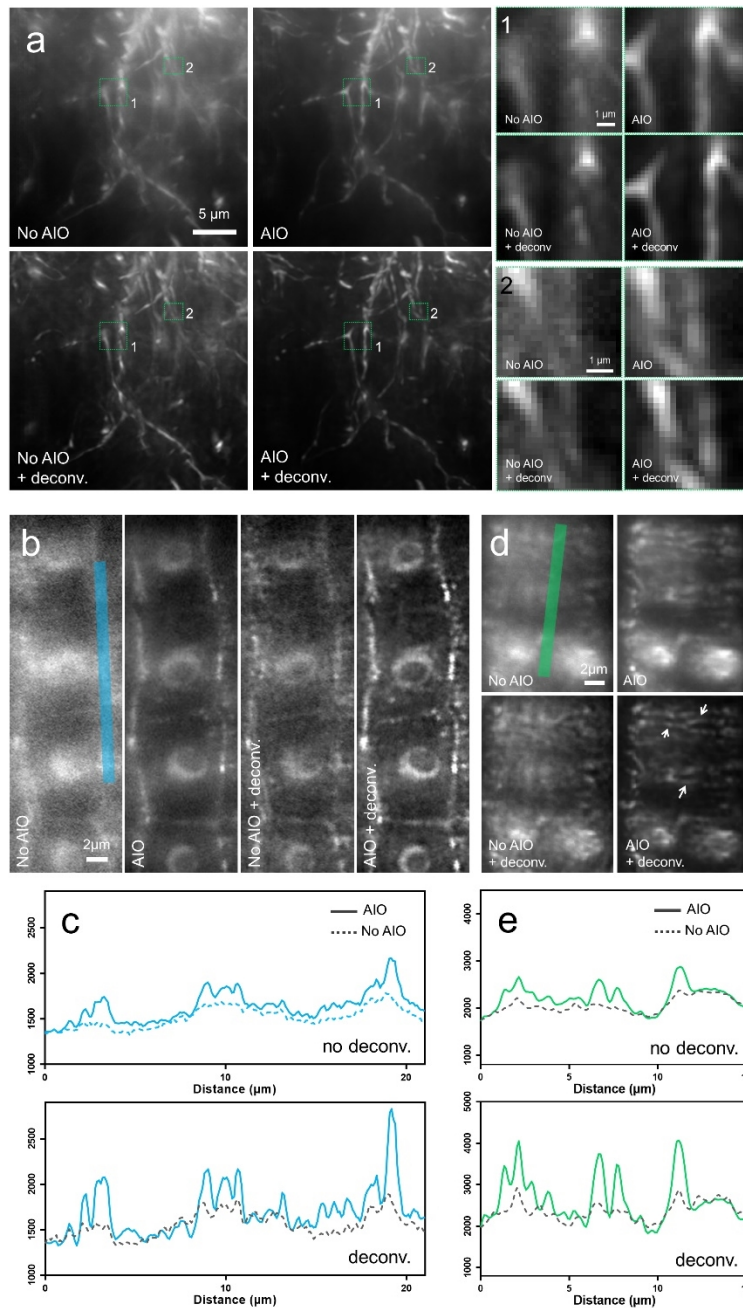 a
1
2
5 µm
No AIO
1
2
AIO
1
2
No AIO
+ deconv.
1
2
AIO
+ deconv.
1
No AIO
1 µm
AIO
No AIO
+ deconv
AIO
+ deconv
2
No AIO
1 µm
AIO
No AIO
+ deconv
AIO
+ deconv
b
No AIO
2µm
AIO
No AIO + deconv.
AIO + deconv.
d
No AIO
2µm
AIO
No AIO
+ deconv.
AIO
+ deconv.
c
AIO
No AIO
2500
2000
1500
1000
no deconv.
0
10
20
Distance (µm)
2500
2000
1500
1000
deconv.
0
10
20
Distance (µm)
e
AIO
No AIO
4000
3000
2000
1000
no deconv.
0
5
10
15
Distance (µm)
5000
4000
3000
2000
1000
deconv.
0
5
10
15
Distance (µm)